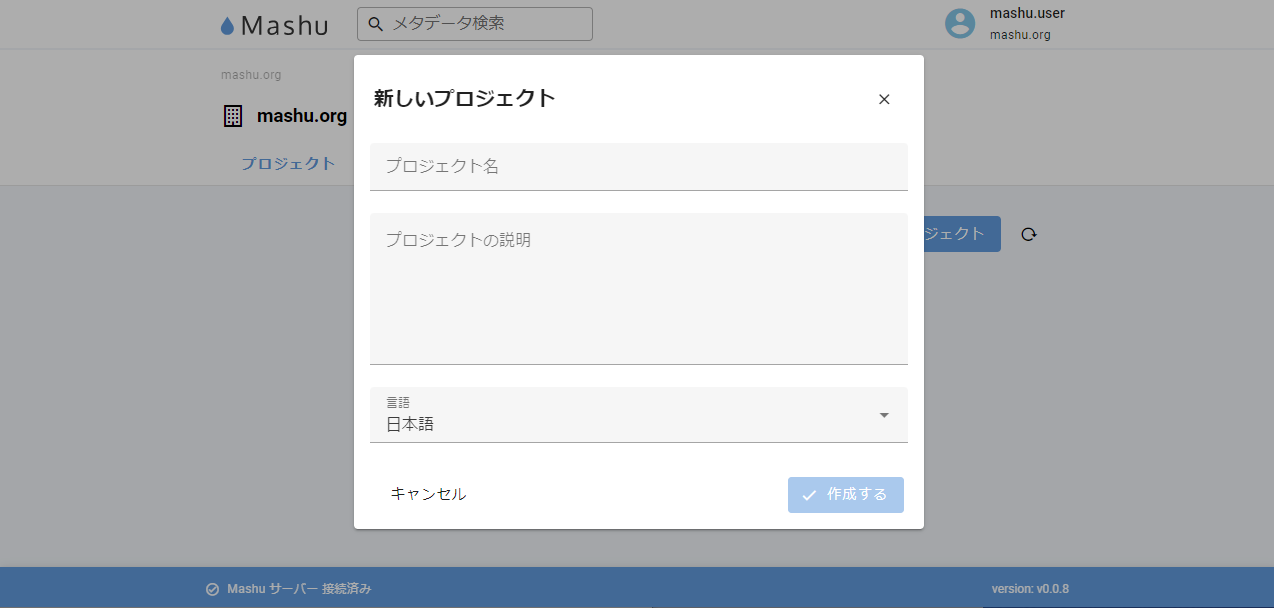 Mashu
メタデータ検索
mashu.user
mashu.org
mashu.org
mashu.org
プロジェクト
新しいプロジェクト
プロジェクト名
プロジェクトの説明
ジェクト
言語
日本語
キャンセル
作成する
Mashu サーバー 接続済み
version: v0.0.8